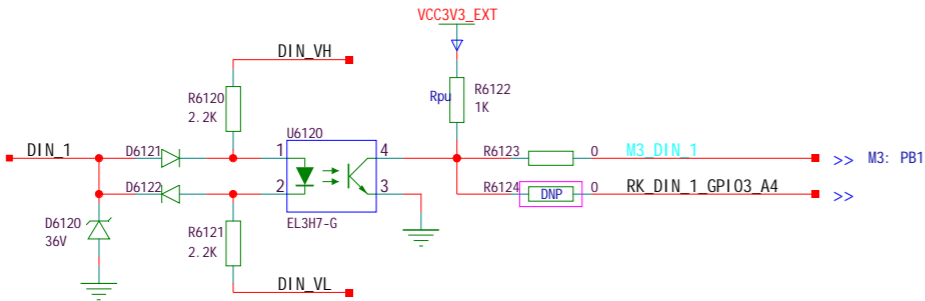 VCC3V3_EXT
DIN_VH
R6120
2.2K
Rpu
R6122
1K
U6120
DIN_1
D6121
1
4
R6123
0
M3_DIN_1
>> M3: PB1
D6122
2
3
R6124
DNP
0
RK_DIN_1_GPIO3_A4
>>
D6120
36V
R6121
2.2K
EL3H7-G
DIN_VL